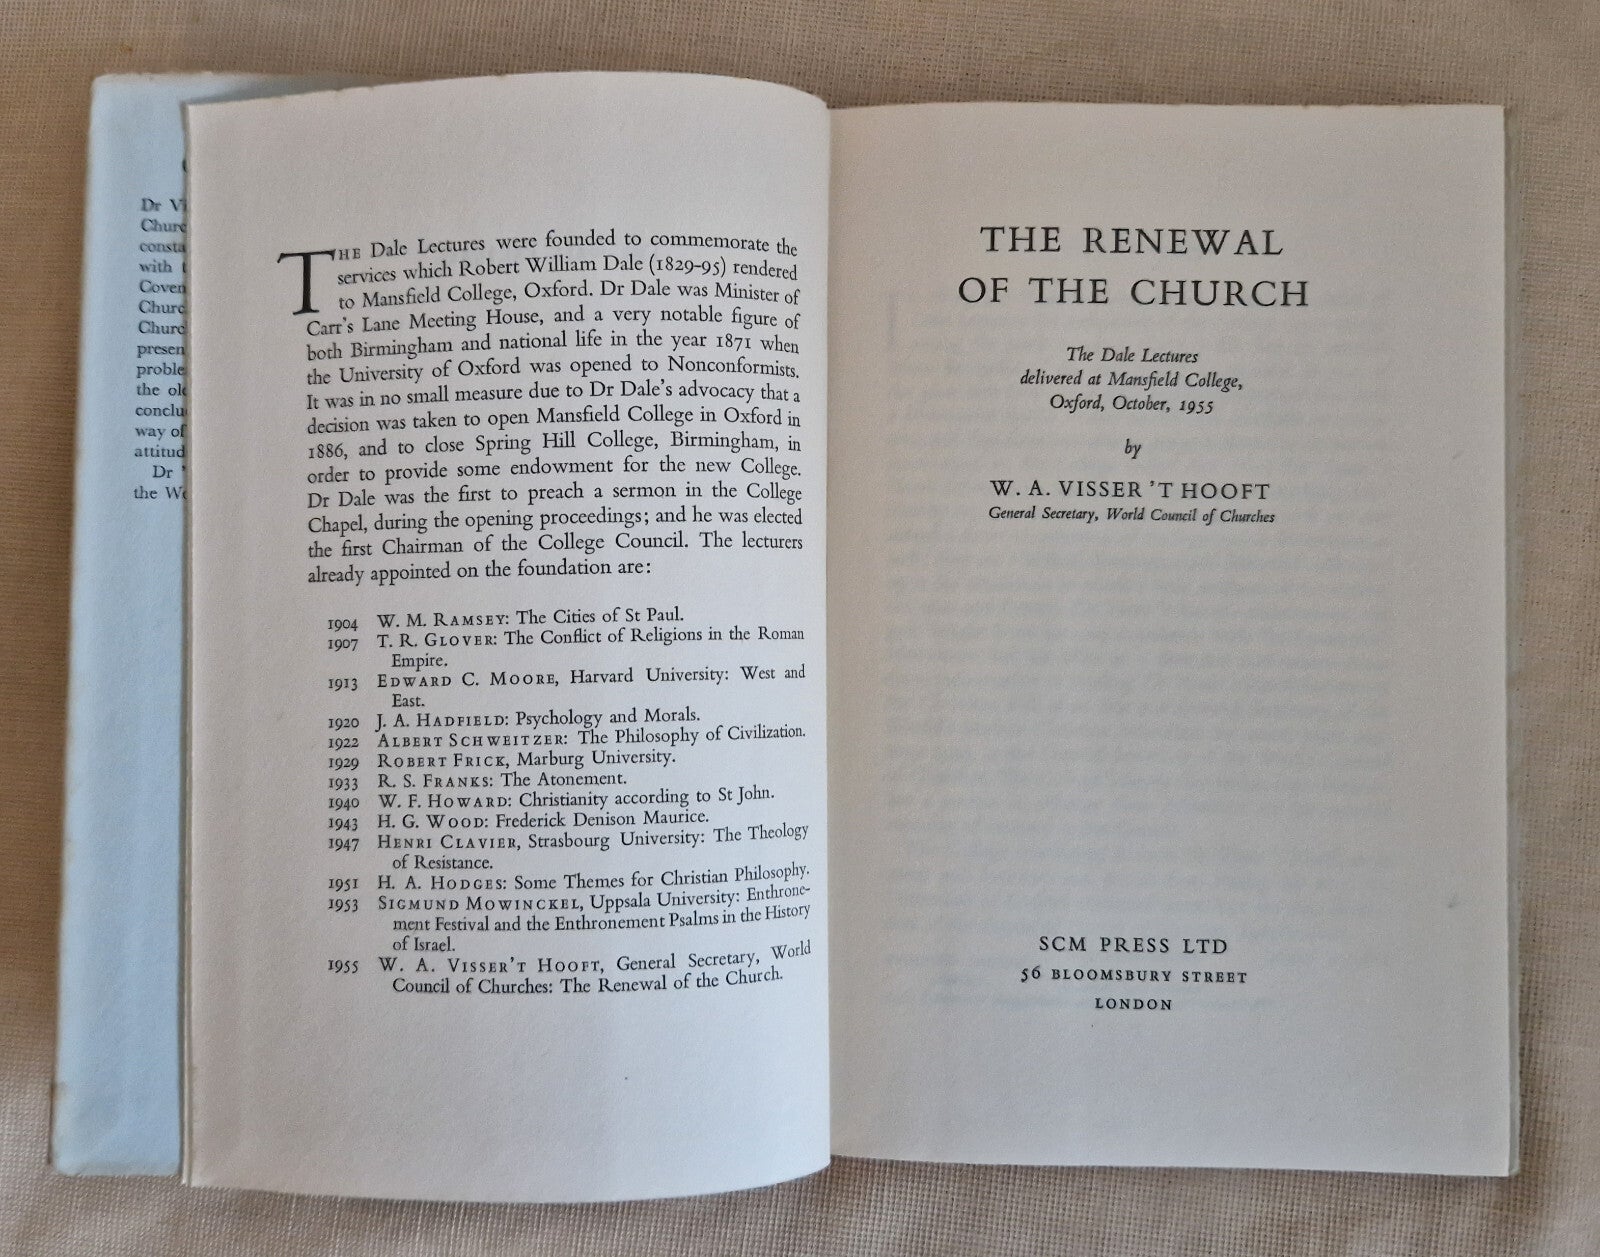 Dr
Church
with
Dr
THE Dale Lectures were founded to commemorate the
services which Robert William Dale (1829-95) rendered
to Mansfield College, Oxford. Dr Dale was Minister of
Carr's Lane Meeting House, and a very notable figure of
both Birmingham and national life in the year 1871 when
the University of Oxford was opened to Nonconformists.
It was in no small measure due to Dr Dale's advocacy that a
decision was taken to open Mansfield College in Oxford in
1886, and to close Spring Hill College, Birmingham, in
order to provide some endowment for the new College.
Dr Dale was the first to preach a sermon in the College
Chapel, during the opening proceedings; and he was elected
the first Chairman of the College Council. The lecturers
already appointed on the foundation are:
1904 W. M. RAMSEY: The Cities of St Paul.
1907 T. R. GLOVER: The Conflict of Religions in the Roman
Empire.
1913 EDWARD C. MOORE, Harvard University: West and
East.
1920 J. A. HADFIELD: Psychology and Morals.
1922 ALBERT SCHWEITZER: The Philosophy of Civilization.
1929 ROBERT FRICK, Marburg University.
1933 R. S. FRANKS: The Atonement.
1940 W. F. HOWARD: Christianity according to St John.
1943 H. G. WOOD: Frederick Denison Maurice.
1947 HENRI CLAVIER, Strasbourg University: The Theology
of Resistance.
1951 H. A. HODGES: Some Themes for Christian Philosophy.
1953 SIGMUND MOWINCKEL, Uppsala University: Enthrone-
ment Festival and the Enthronement Psalms in the History
of Israel.
1955 W. A. VISSER'T HOOFT, General Secretary, World
Council of Churches: The Renewal of the Church.
THE RENEWAL
OF THE CHURCH
The Dale Lectures
delivered at Mansfield College,
Oxford, October, 1955
by
W. A. VISSER 'T HOOFT
General Secretary, World Council of Churches
SCM PRESS LTD
56 BLOOMSBURY STREET
LONDON